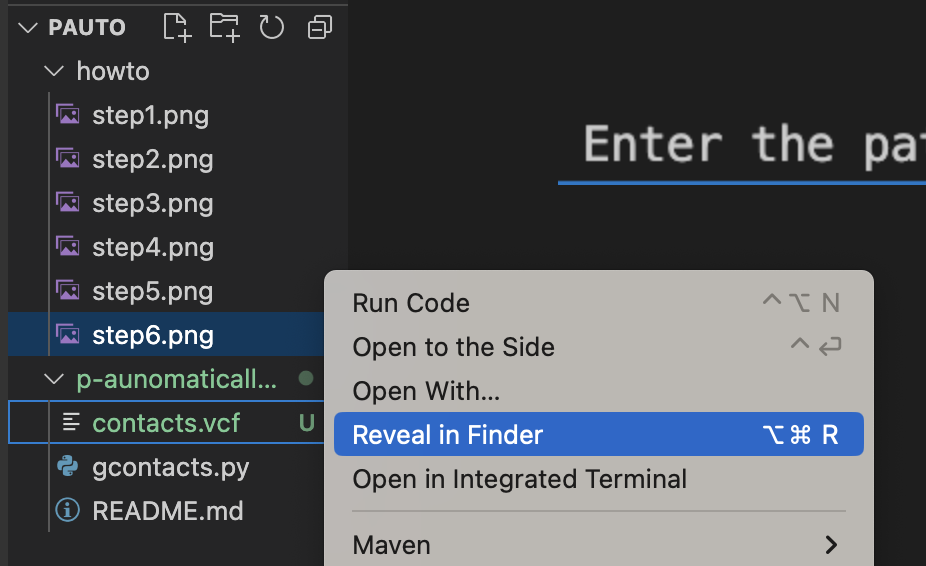 PAUTO
howto
step1.png
step2.png
step3.png
step4.png
step5.png
step6.png
p-aunomaticall...
contacts.vcf U
gcontacts.py
README.md
Enter the
Run Code ^⌥ N
Open to the Side ^↩
Open With...
Reveal in Finder ⌥⌘ R
Open in Integrated Terminal
Maven